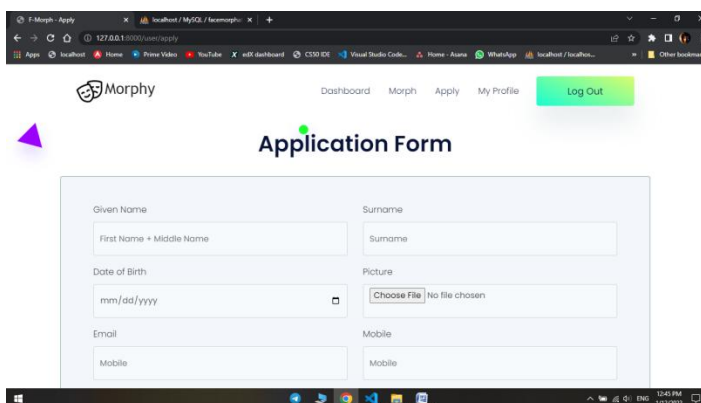 F-Morph - Apply
localhost / MySQL / facemorphe
127.0.0.1:8000/user/apply
Apps localhost Home Prime Video YouTube edX dashboard CS50 IDE Visual Studio Code... Home - Asana WhatsApp localhost / localhos... » Other bookmar
Morphy Dashboard Morph Apply My Profile Log Out
Application Form
Given Name Surname
First Name + Middle Name Surname
Date of Birth Picture
mm/dd/yyyy Choose File No file chosen
Email Mobile
Mobile Mobile
ENG 12:45 PM